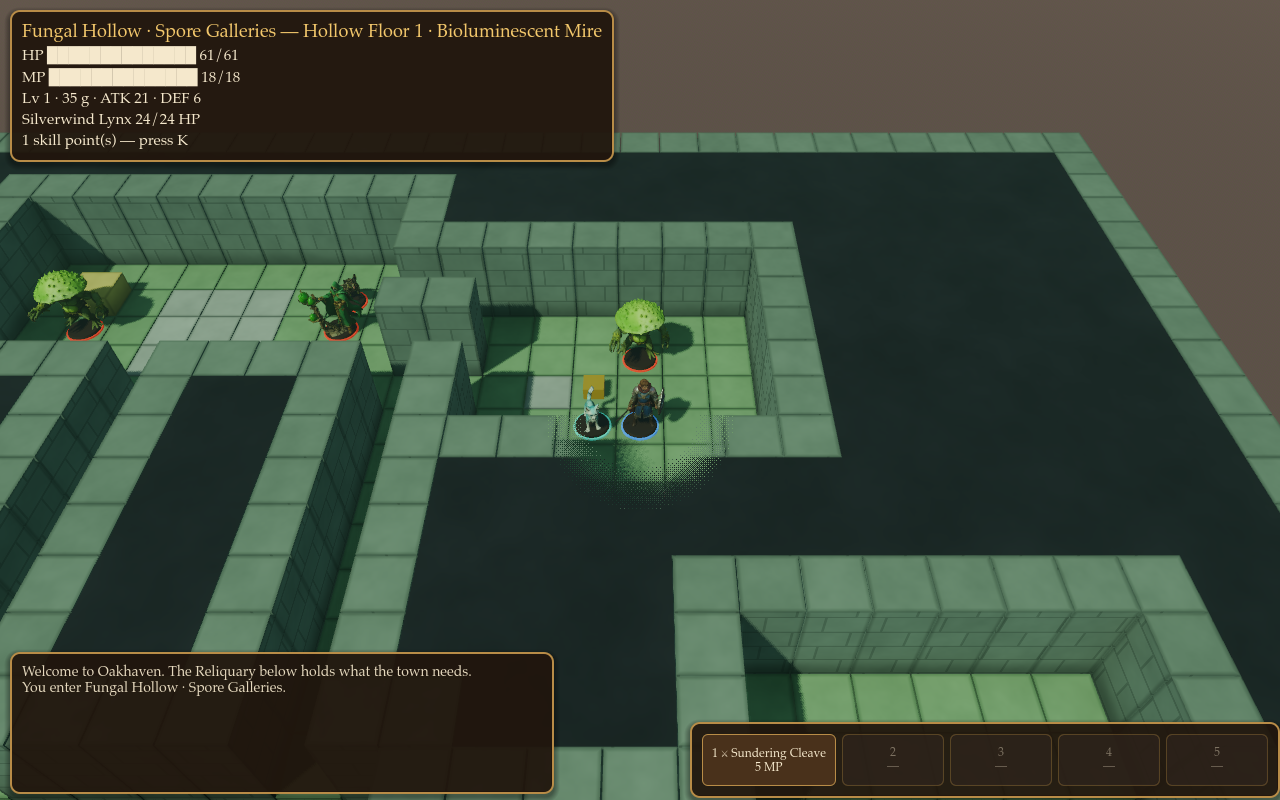 Fungal Hollow · Spore Galleries — Hollow Floor 1 · Bioluminescent Mire
HP ██████████████ 61/61
MP ██████████████ 18/18
Lv 1 · 35 g · ATK 21 · DEF 6
Silverwind Lynx 24/24 HP
1 skill point(s) — press K
Welcome to Oakhaven. The Reliquary below holds what the town needs.
You enter Fungal Hollow · Spore Galleries.
1 ⚔ Sundering Cleave
5 MP
2
—
3
—
4
—
5
—